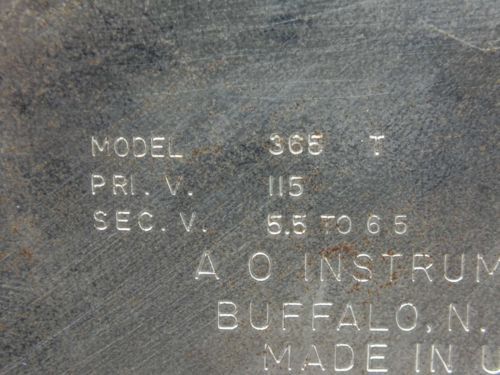 MODEL 365 T
PRI. V. 115
SEC. V. 5.5 TO 6 5
A O INSTRUM
BUFFALO, N.
MADE IN U